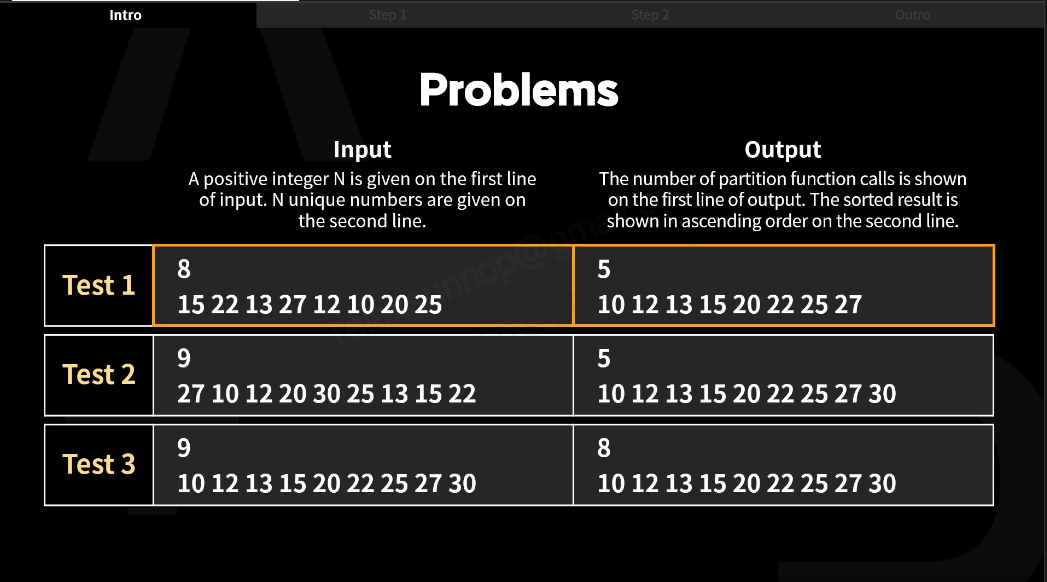 Intro
Step 1
Step 2
Outro
Problems
Input
A positive integer N is given on the first line
of input. N unique numbers are given on
the second line.
Output
The number of partition function calls is shown
on the first line of output. The sorted result is
shown in ascending order on the second line.
Test 1
8
15 22 13 27 12 10 20 25
5
10 12 13 15 20 22 25 27
Test 2
9
27 10 12 20 30 25 13 15 22
5
10 12 13 15 20 22 25 27 30
Test 3
9
10 12 13 15 20 22 25 27 30
8
10 12 13 15 20 22 25 27 30